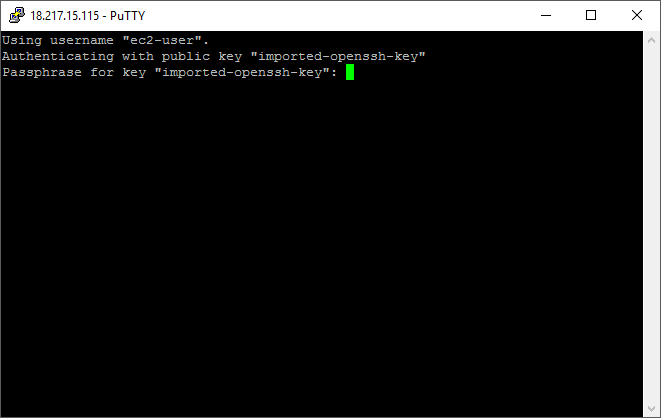 18.217.15.115 - PuTTY
Using username "ec2-user".
Authenticating with public key "imported-openssh-key"
Passphrase for key "imported-openssh-key":